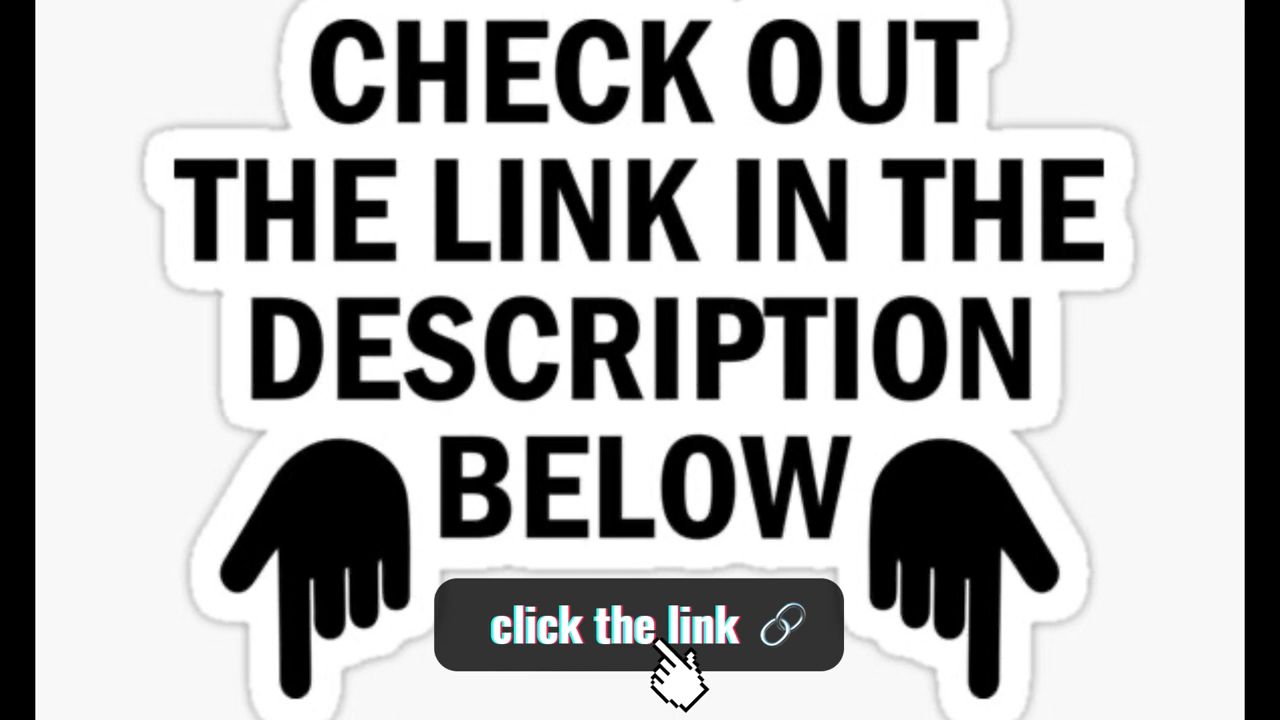 CHECK OUT
THE LINK IN THE
DESCRIPTION
BELOW
click the link